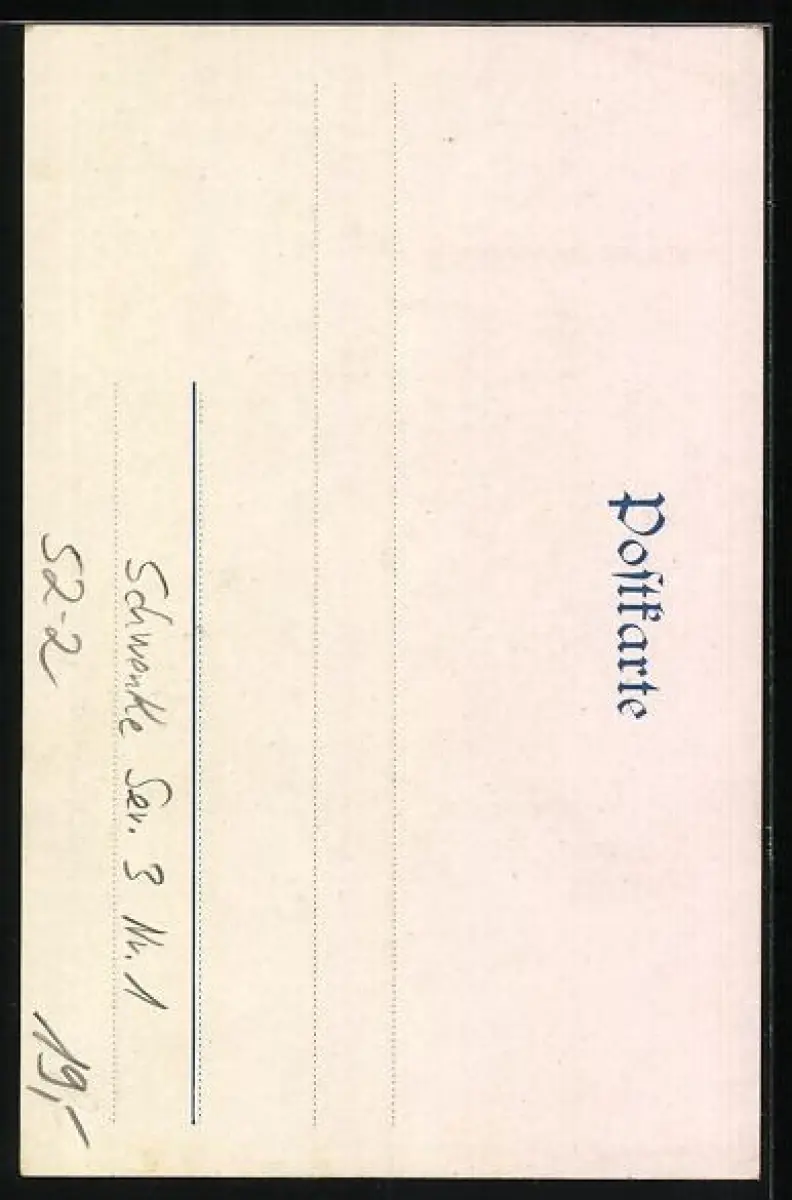 Poſtkarte
Schwenke Ser. 3 Nr. 1
52-2
19,-